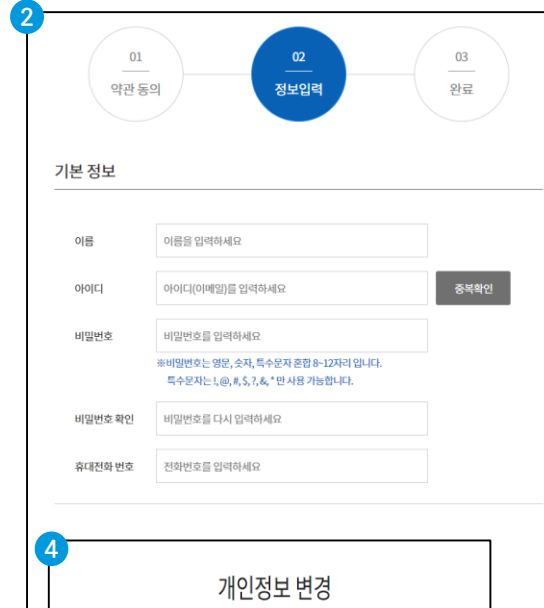 2
01
약관 동의
02
정보입력
03
완료
기본 정보
이름
이름을 입력하세요
아이디
아이디(이메일)를 입력하세요
중복확인
비밀번호
비밀번호를 입력하세요
※비밀번호는 영문, 숫자, 특수문자 혼합 8~12자리 입니다.
특수문자는 !, @, #, $, ?, &, * 만 사용 가능합니다.
비밀번호 확인
비밀번호를 다시 입력하세요
휴대전화 번호
전화번호를 입력하세요
4
개인정보 변경